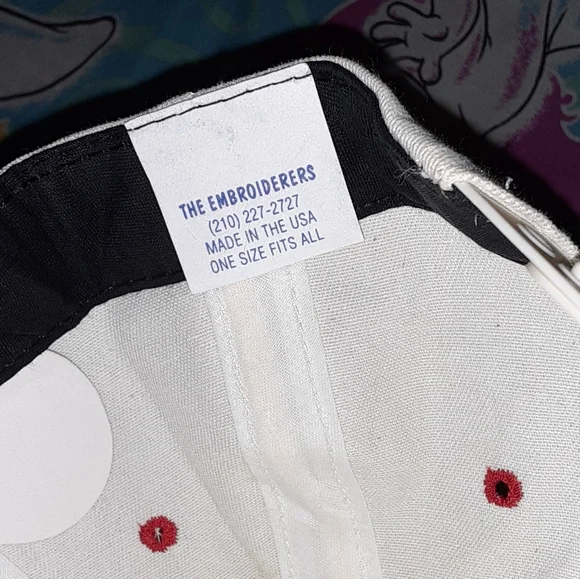 THE EMBROIDERERS
(210) 227-2727
MADE IN THE USA
ONE SIZE FITS ALL